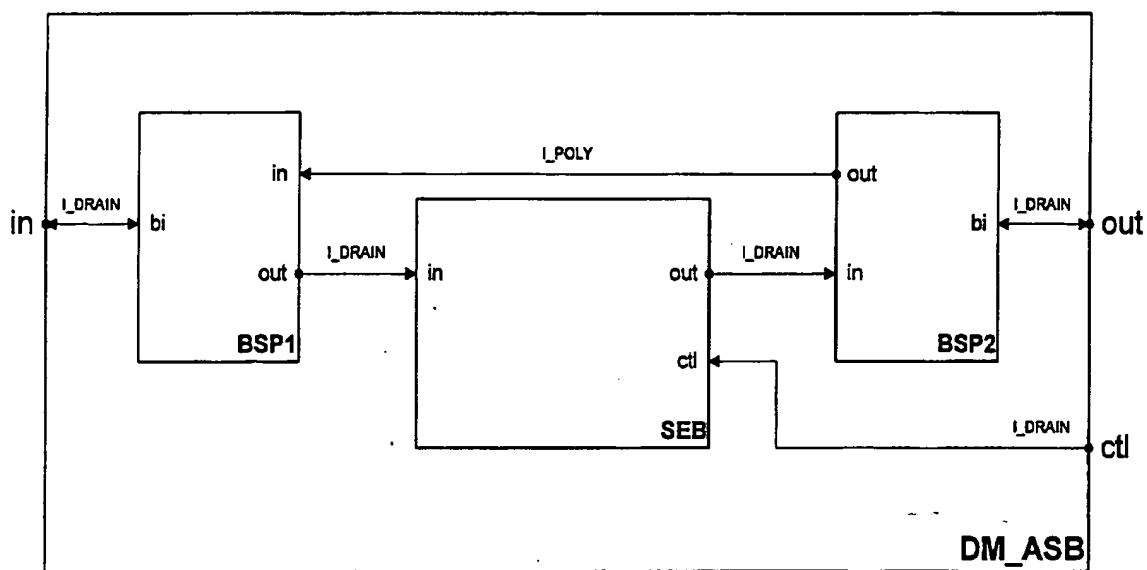 I_POLY
in
out
in
I_DRAIN
bi
I_DRAIN
I_DRAIN
bi
I_DRAIN
out
out
in
out
in
BSP1
BSP2
ctl
SEB
I_DRAIN
ctl
DM_ASB